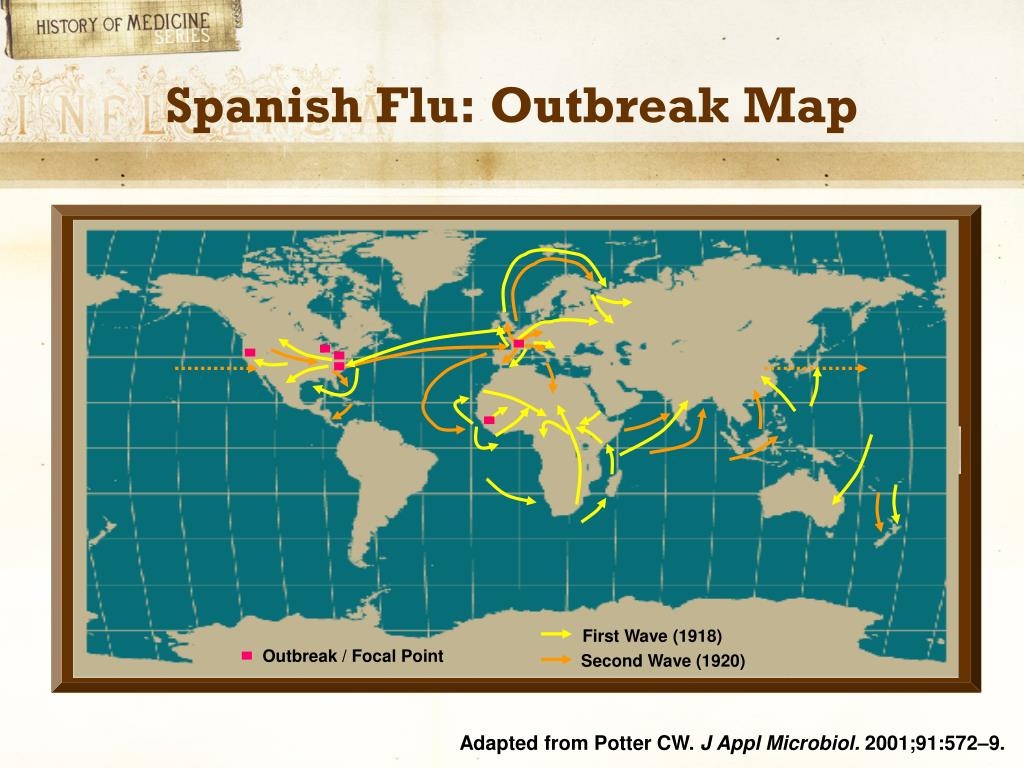 HISTORY OF MEDICINE
SERIES
INFLUENZA
Spanish Flu: Outbreak Map
First Wave (1918)
Outbreak / Focal Point
Second Wave (1920)
Adapted from Potter CW. J Appl Microbiol. 2001;91:572–9.